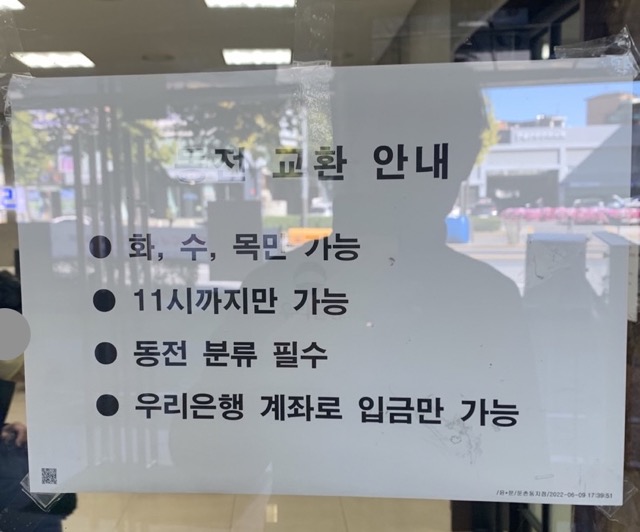 교환 안내
● 화, 수, 목만 가능
● 11시까지만 가능
● 동전 분류 필수
● 우리은행 계좌로 입금만 가능